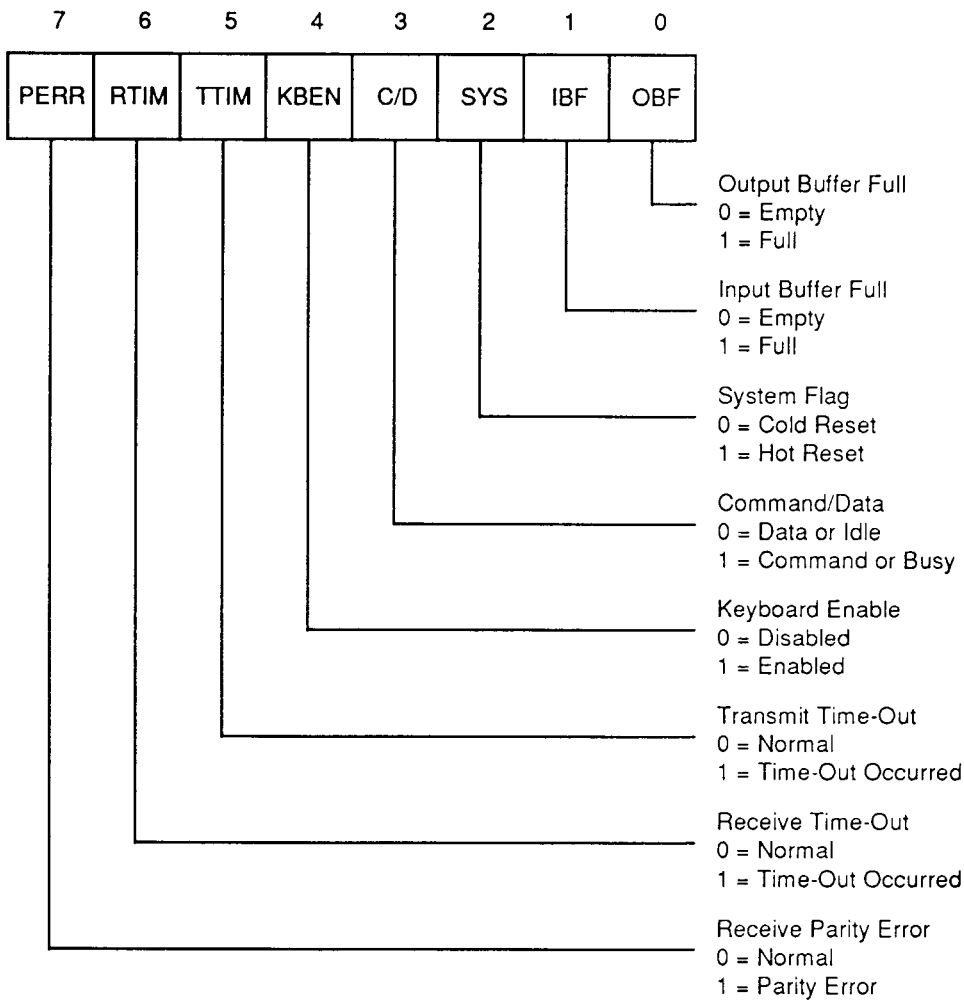 7 6 5 4 3 2 1 0
PERR RTIM TTIM KBEN C/D SYS IBF OBF
Output Buffer Full
0 = Empty
1 = Full
Input Buffer Full
0 = Empty
1 = Full
System Flag
0 = Cold Reset
1 = Hot Reset
Command/Data
0 = Data or Idle
1 = Command or Busy
Keyboard Enable
0 = Disabled
1 = Enabled
Transmit Time-Out
0 = Normal
1 = Time-Out Occurred
Receive Time-Out
0 = Normal
1 = Time-Out Occurred
Receive Parity Error
0 = Normal
1 = Parity Error